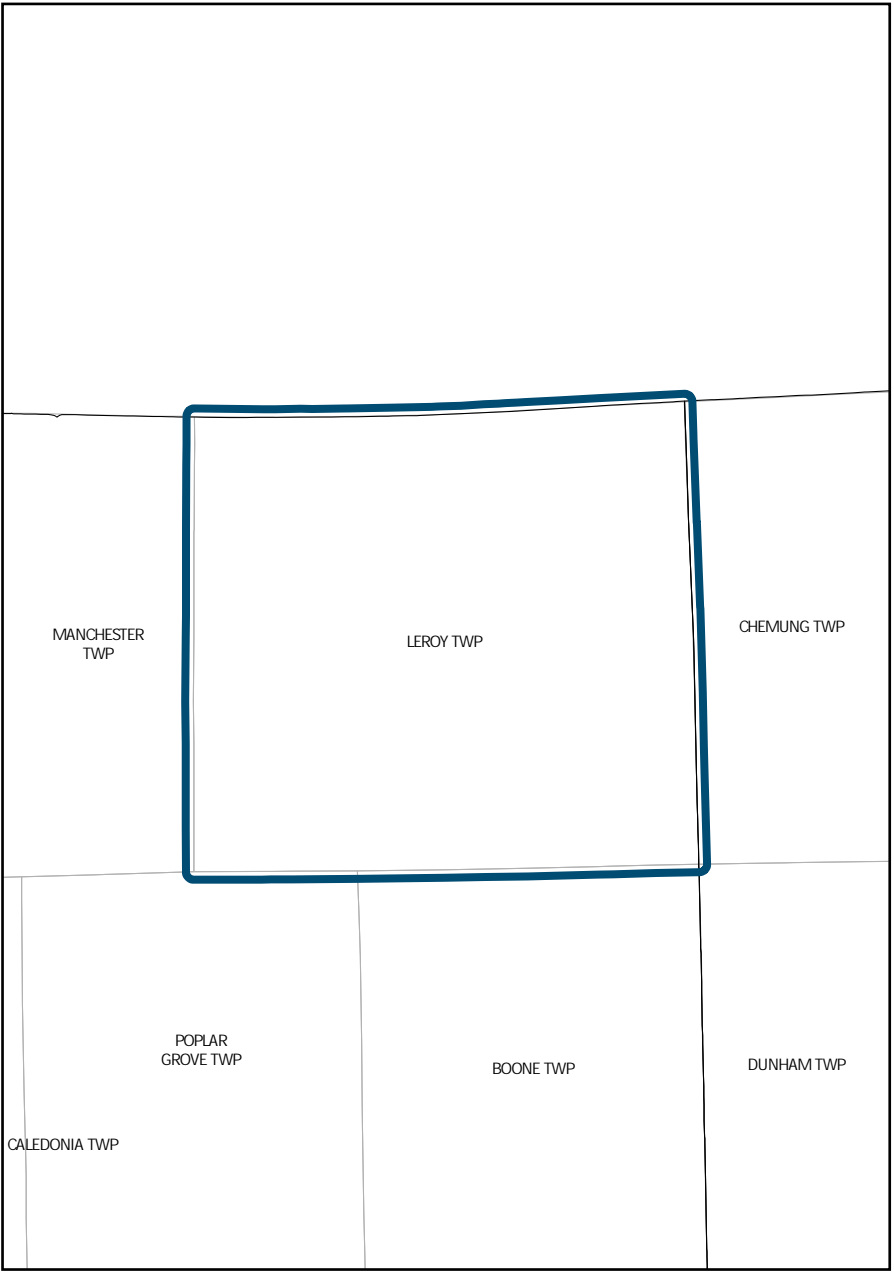 MANCHESTER
TWP
LEROY TWP
CHEMUNG TWP
POPLAR
GROVE TWP
BOONE TWP
DUNHAM TWP
CALEDONIA TWP